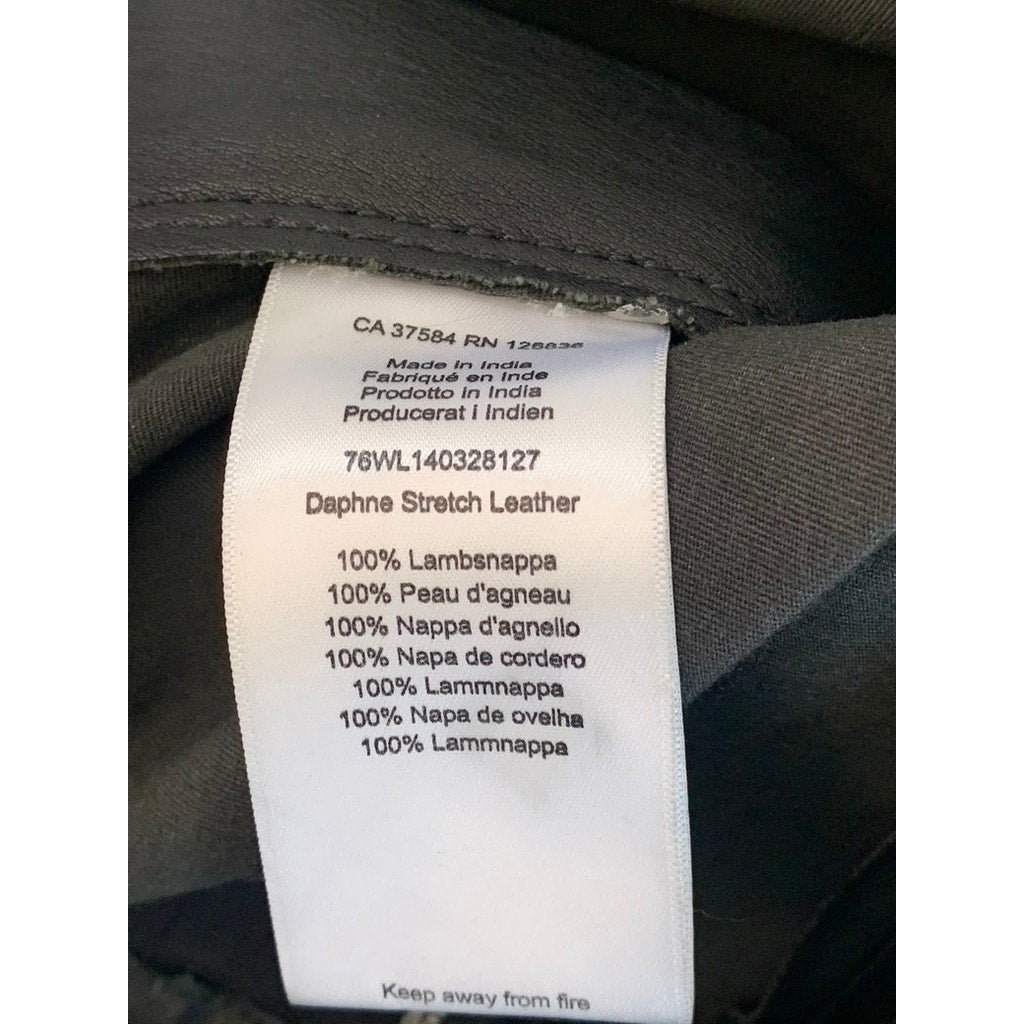 CA 37584 RN 126836
Made in India
Fabriqué en Inde
Prodotto in India
Producerat i Indien
76WL140328127
Daphne Stretch Leather
100% Lambsnappa
100% Peau d'agneau
100% Nappa d'agnello
100% Napa de cordero
100% Lammnappa
100% Napa de ovelha
100% Lammnappa
Keep away from fire